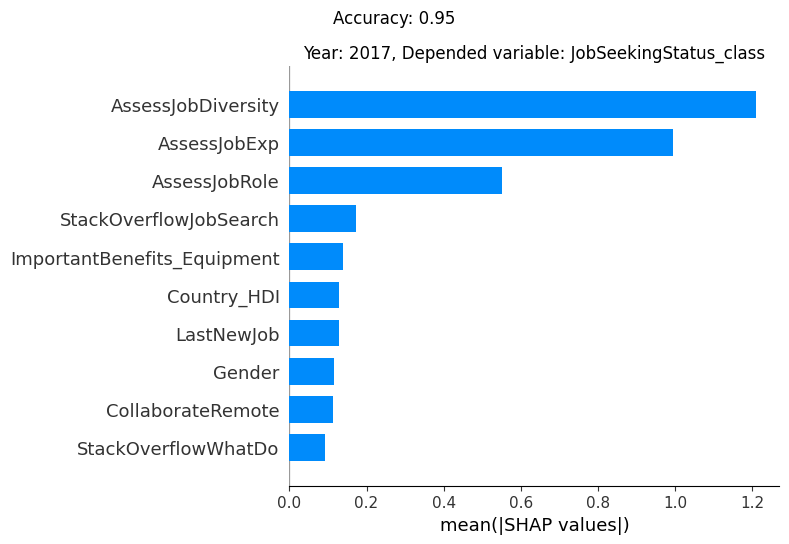 Accuracy: 0.95
Year: 2017, Depended variable: JobSeekingStatus_class
AssessJobDiversity
AssessJobExp
AssessJobRole
StackOverflowJobSearch
ImportantBenefits_Equipment
Country_HDI
LastNewJob
Gender
CollaborateRemote
StackOverflowWhatDo
0.0 0.2 0.4 0.6 0.8 1.0 1.2
mean(|SHAP values|)